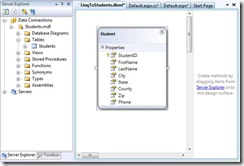 Server Explorer
Data Connections
Students.mdf
Database Diagrams
Tables
Students
Views
Stored Procedures
Functions
Synonyms
Types
Assemblies
Servers
Server Explorer
Toolbox
LinqToStudents.dbml*
Default.aspx.cs*
Default.aspx*
Start Page
Student
Properties
StudentID
FirstName
LastName
City
State
County
Zip
Phone
Create methods by
dragging items from
Server Explorer onto
this design surface.